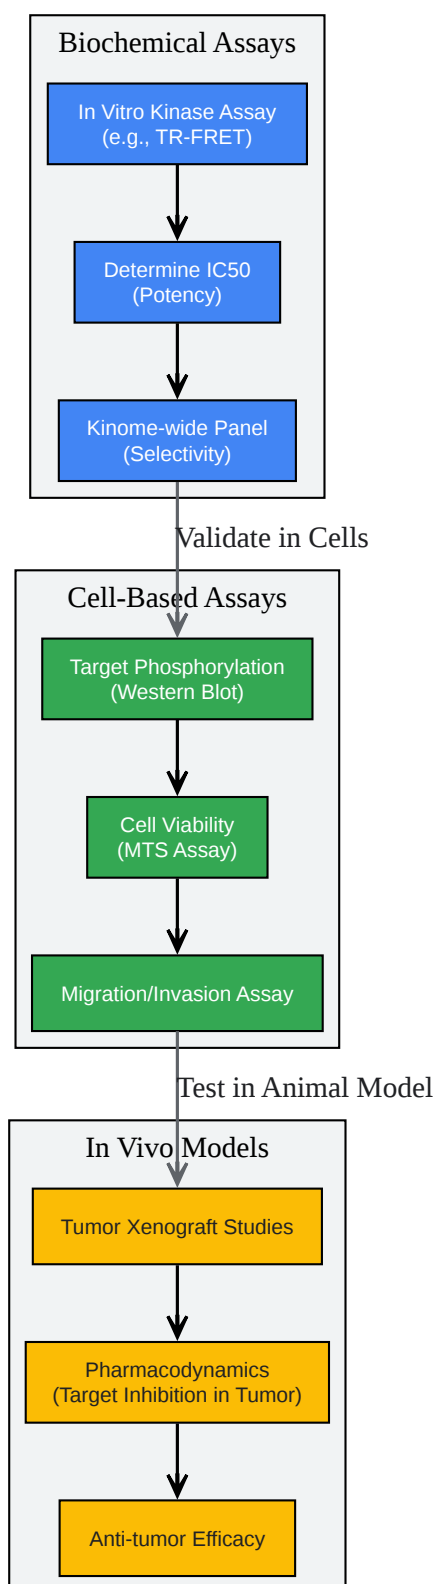 Biochemical Assays
In Vitro Kinase Assay
(e.g., TR-FRET)
Determine IC50
(Potency)
Kinome-wide Panel
(Selectivity)
Validate in Cells
Cell-Based Assays
Target Phosphorylation
(Western Blot)
Cell Viability
(MTS Assay)
Migration/Invasion Assay
Test in Animal Model
In Vivo Models
Tumor Xenograft Studies
Pharmacodynamics
(Target Inhibition in Tumor)
Anti-tumor Efficacy